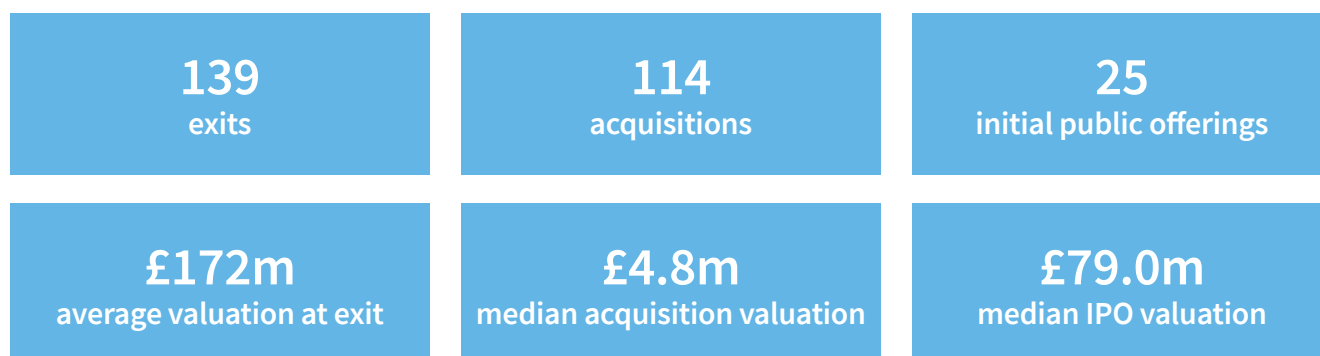 139
exits
114
acquisitions
25
initial public offerings
£172m
average valuation at exit
£4.8m
median acquisition valuation
£79.0m
median IPO valuation